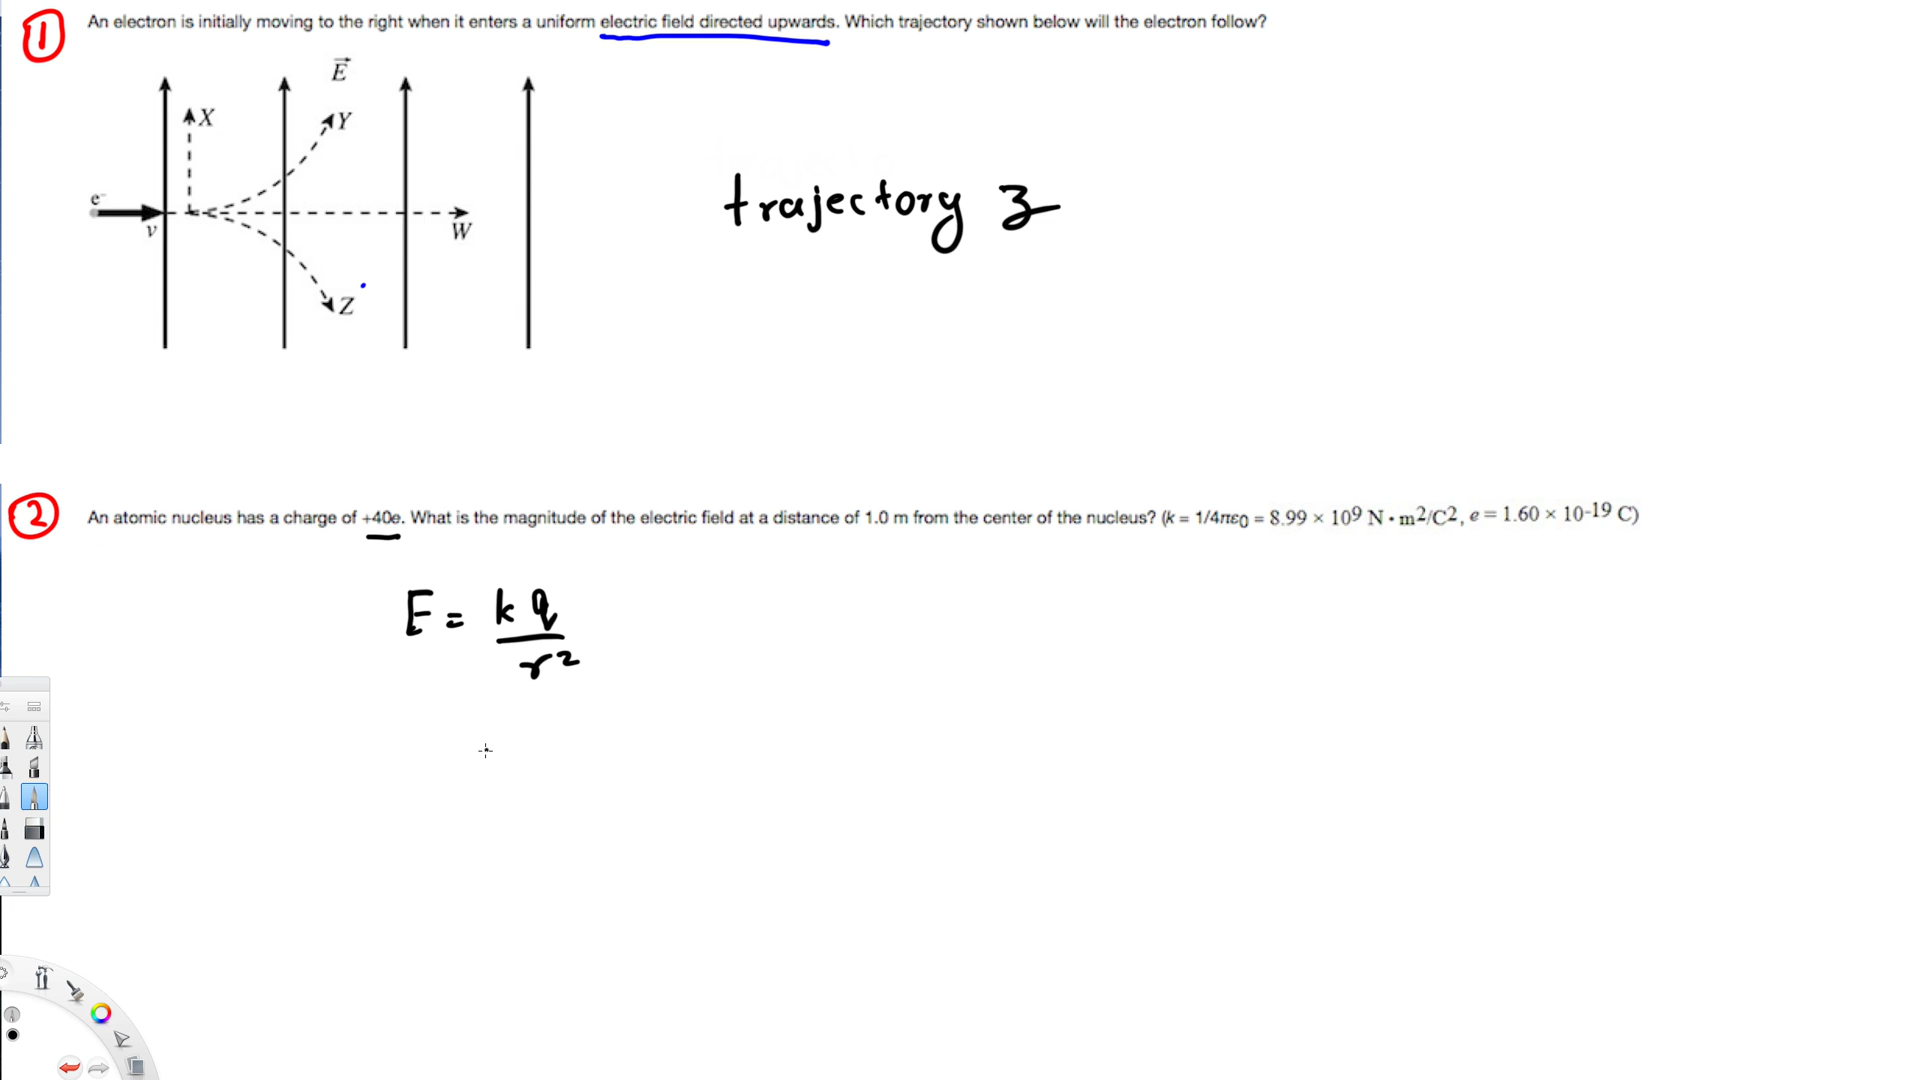 ①
An electron is initially moving to the right when it enters a uniform electric field directed upwards. Which trajectory shown below will the electron follow?
E⃗
X
Y
e⁻
v
W
Z
trajectory Z
②
An atomic nucleus has a charge of +40e. What is the magnitude of the electric field at a distance of 1.0 m from the center of the nucleus? (k = 1/4πε0 = 8.99 × 10⁹ N • m²/C², e = 1.60 × 10⁻¹⁹ C)
E = k q
r²